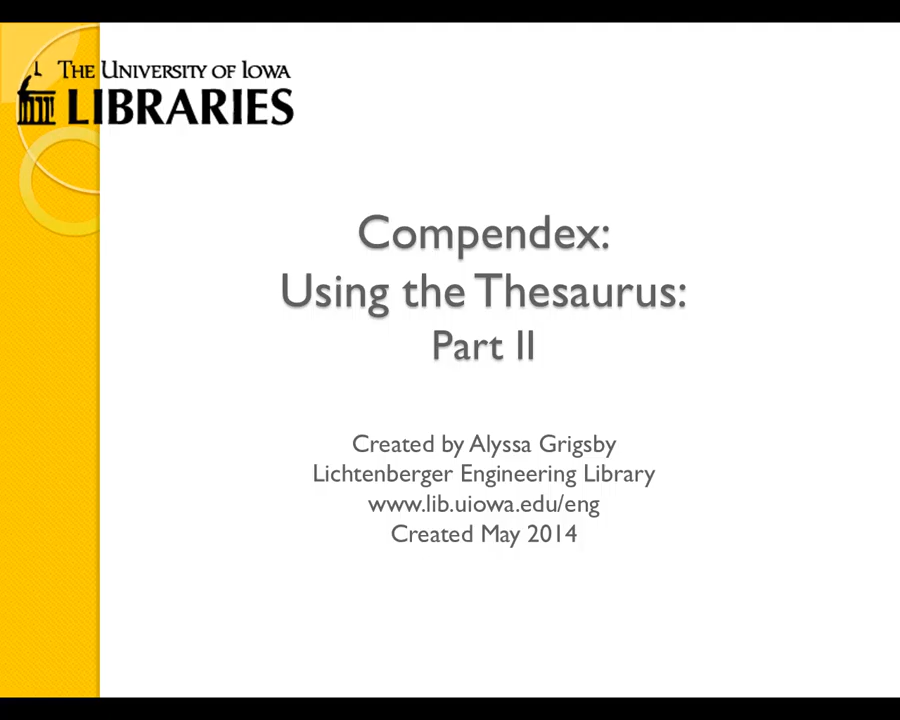 THE UNIVERSITY OF IOWA
LIBRARIES
Compendex:
Using the Thesaurus:
Part II
Created by Alyssa Grigsby
Lichtenberger Engineering Library
www.lib.uiowa.edu/eng
Created May 2014